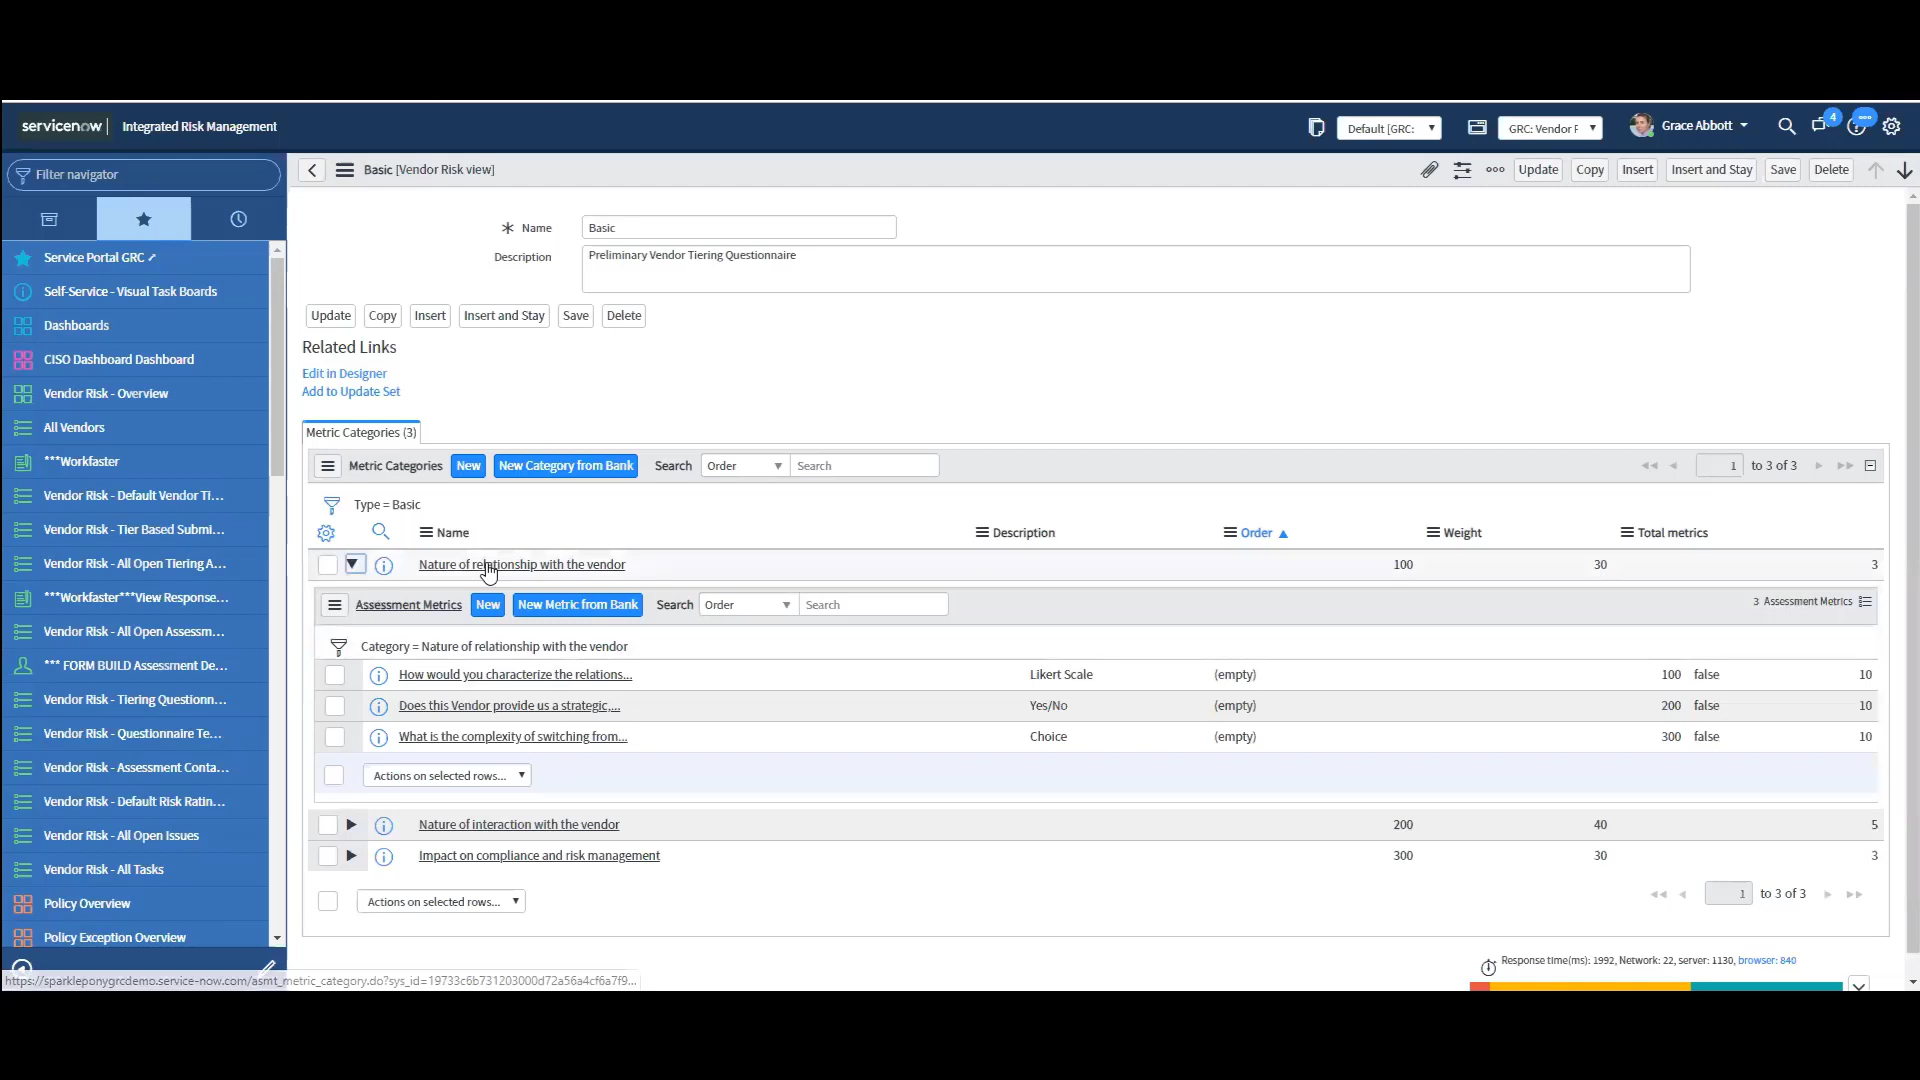 servicenow | Integrated Risk Management
Default [GRC: GRC: Vendor F Grace Abbott 4
Filter navigator
Basic [Vendor Risk view] Update Copy Insert Insert and Stay Save Delete
Service Portal GRC
Self-Service - Visual Task Boards
Dashboards
CISO Dashboard Dashboard
Vendor Risk - Overview
All Vendors
***Workfaster
Vendor Risk - Default Vendor Ti...
Vendor Risk - Tier Based Submi...
Vendor Risk - All Open Tiering A...
***Workfaster***View Response...
Vendor Risk - All Open Assessm...
*** FORM BUILD Assessment De...
Vendor Risk - Tiering Questionn...
Vendor Risk - Questionnaire Te...
Vendor Risk - Assessment Conta...
Vendor Risk - Default Risk Ratin...
Vendor Risk - All Open Issues
Vendor Risk - All Tasks
Policy Overview
Policy Exception Overview
Name Basic
Description Preliminary Vendor Tiering Questionnaire
Update Copy Insert Insert and Stay Save Delete
Related Links
Edit in Designer
Add to Update Set
Metric Categories (3)
Metric Categories New New Category from Bank Search Order Search 1 to 3 of 3
Type = Basic
Name Description Order Weight Total metrics
Nature of relationship with the vendor 100 30 3
Assessment Metrics New New Metric from Bank Search Order Search 3 Assessment Metrics
Category = Nature of relationship with the vendor
How would you characterize the relations... Likert Scale (empty) 100 false 10
Does this Vendor provide us a strategic,... Yes/No (empty) 200 false 10
What is the complexity of switching from... Choice (empty) 300 false 10
Actions on selected rows...
Nature of interaction with the vendor 200 40 5
Impact on compliance and risk management 300 30 3
Actions on selected rows... 1 to 3 of 3
Response time(ms): 1992, Network: 22, server: 1130, browser: 840
https://sparkleponygrcdemo.service-now.com/asmt_metric_category.do?sys_id=19733c6b731203000d72a56a4cf6a7f9...